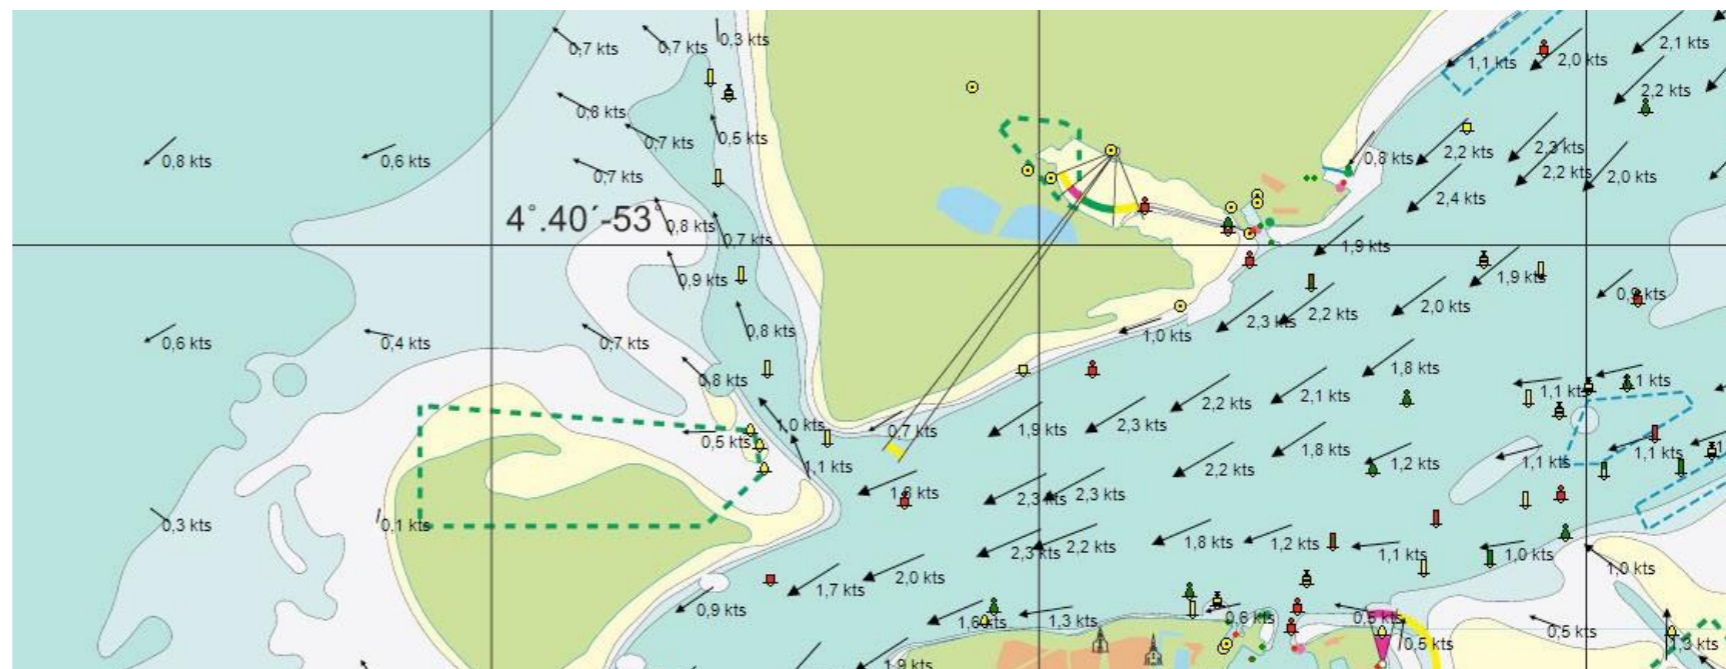 0,3 kts
0,7 kts
0,7 kts
2,1 kts
1,1 kts
2,0 kts
2,2 kts
0,8 kts
0,5 kts
0,7 kts
0,8 kts
0,6 kts
0,8 kts
2,2 kts
2,3 kts
0,7 kts
2,2 kts
2,0 kts
2,4 kts
4°.40´-53°
0,8 kts
0,7 kts
1,9 kts
0,9 kts
1,9 kts
0,9 kts
2,0 kts
2,3 kts
2,2 kts
0,8 kts
1,0 kts
0,6 kts
0,4 kts
0,7 kts
1,8 kts
0,8 kts
1,1 kts
2,2 kts
2,1 kts
1,0 kts
0,7 kts
1,9 kts
2,3 kts
0,5 kts
1,8 kts
1,1 kts
1,1 kts
1,2 kts
1,1 kts
2,2 kts
2,3 kts
2,3 kts
0,3 kts
0,1 kts
2,3 kts
2,2 kts
1,8 kts
1,2 kts
1,1 kts
1,0 kts
1,0 kts
2,0 kts
1,7 kts
0,9 kts
1,6 kts
1,3 kts
0,6 kts
0,5 kts
0,5 kts
0,5 kts
1,9 kts